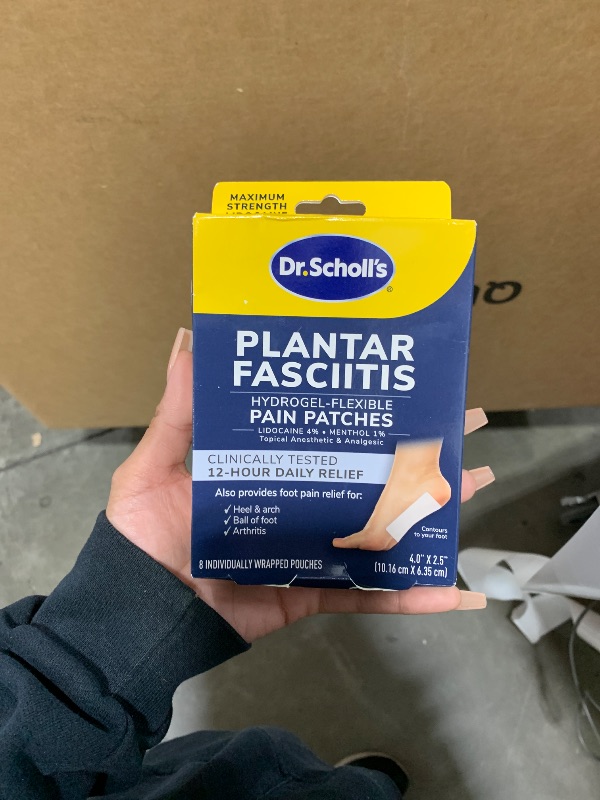 MAXIMUM
STRENGTH
Dr.Scholl's
®
PLANTAR
FASCIITIS
HYDROGEL-FLEXIBLE
PAIN PATCHES
LIDOCAINE 4% • MENTHOL 1%
Topical Anesthetic & Analgesic
CLINICALLY TESTED
12-HOUR DAILY RELIEF
Also provides foot pain relief for:
✓ Heel & arch
✓ Ball of foot
✓ Arthritis
Contours
to your foot
8 INDIVIDUALLY WRAPPED POUCHES
4.0" X 2.5"
(10.16 cm X 6.35 cm)